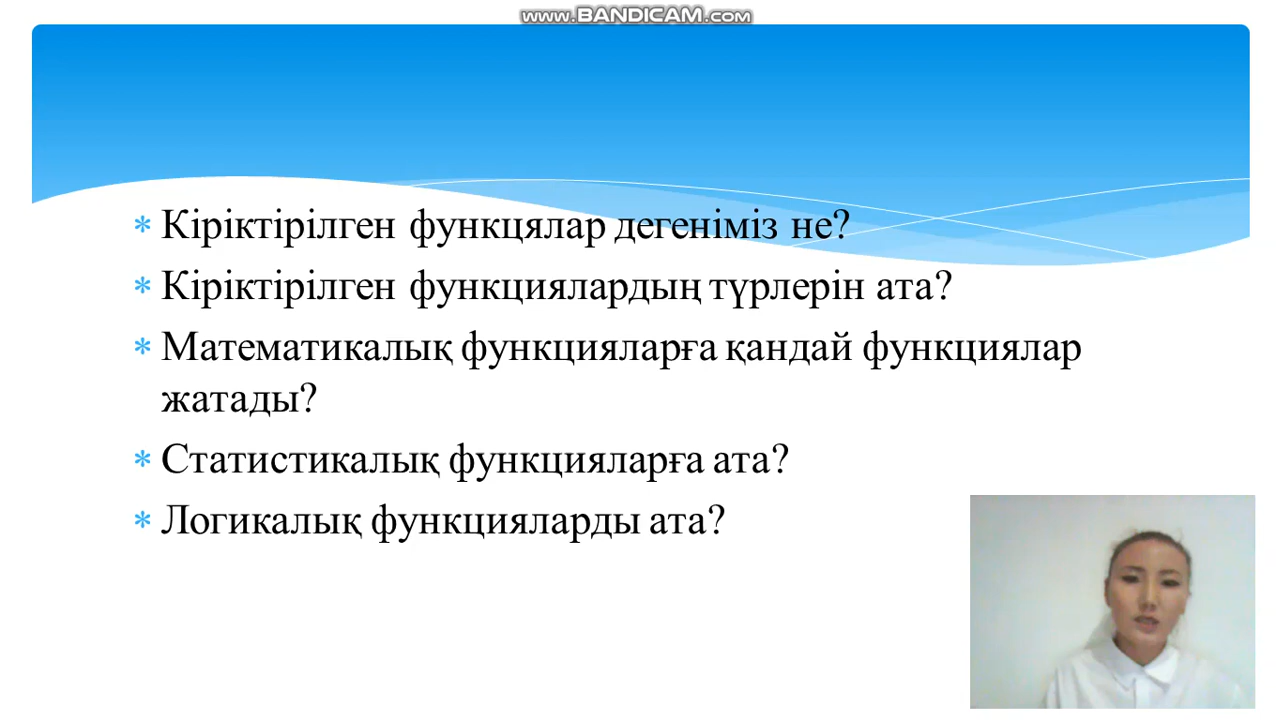 www.BANDICAM.com
* Кіріктірілген функцялар дегеніміз не?
* Кіріктірілген функциялардың түрлерін ата?
* Математикалық функцияларға қандай функциялар
жатады?
* Статистикалық функцияларға ата?
* Логикалық функцияларды ата?